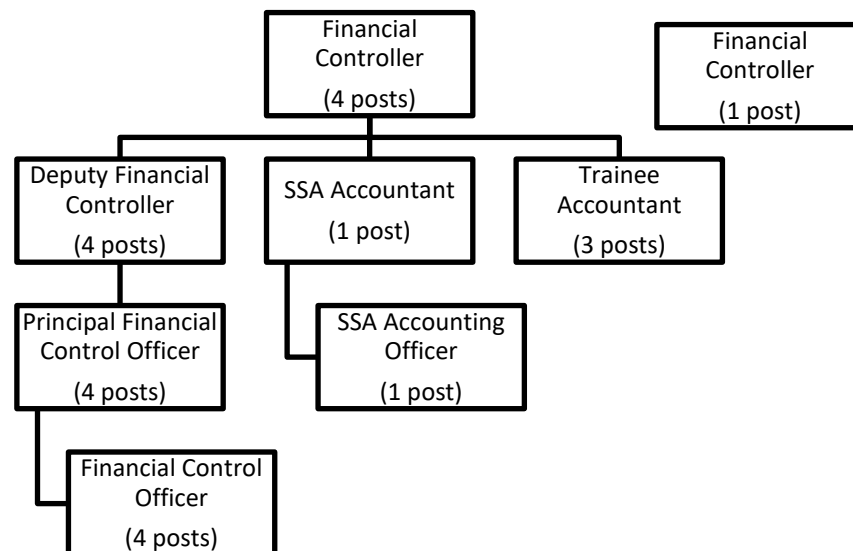 Financial
Controller
(4 posts)
Financial
Controller
(1 post)
Deputy Financial
Controller
(4 posts)
SSA Accountant
(1 post)
Trainee
Accountant
(3 posts)
Principal Financial
Control Officer
(4 posts)
SSA Accounting
Officer
(1 post)
Financial Control
Officer
(4 posts)